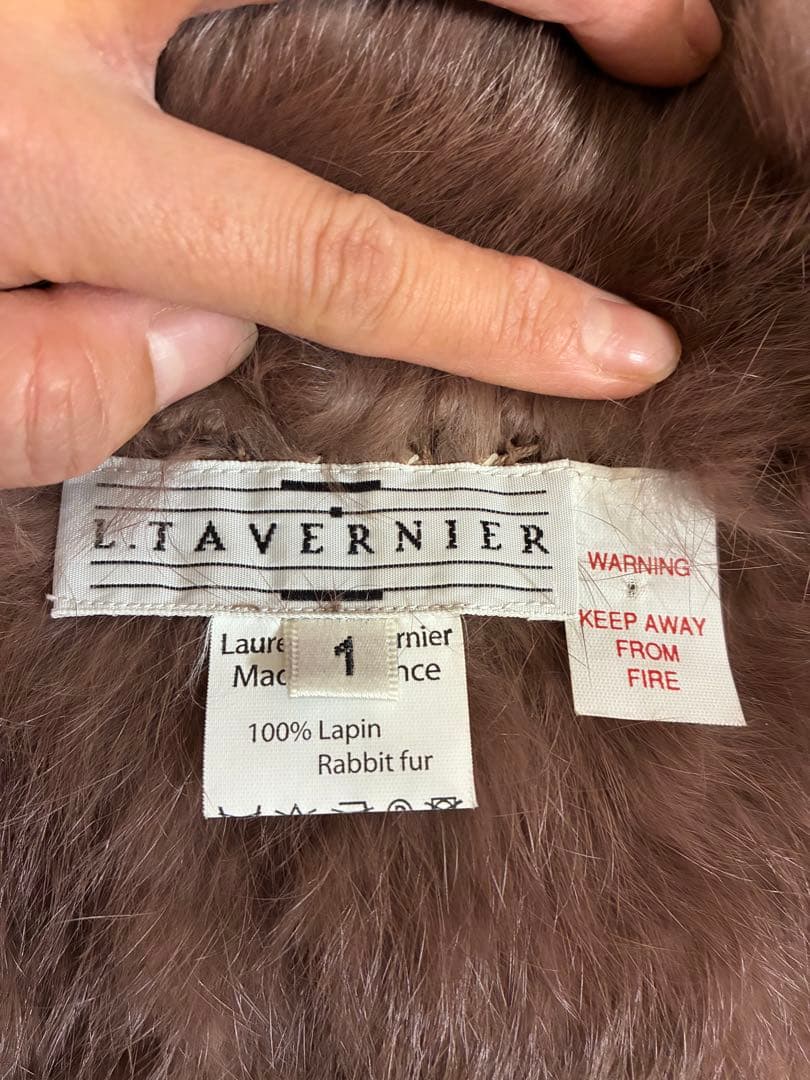 L.TAVERNIER
WARNING
KEEP AWAY
FROM
FIRE
1
100% Lapin
Rabbit fur